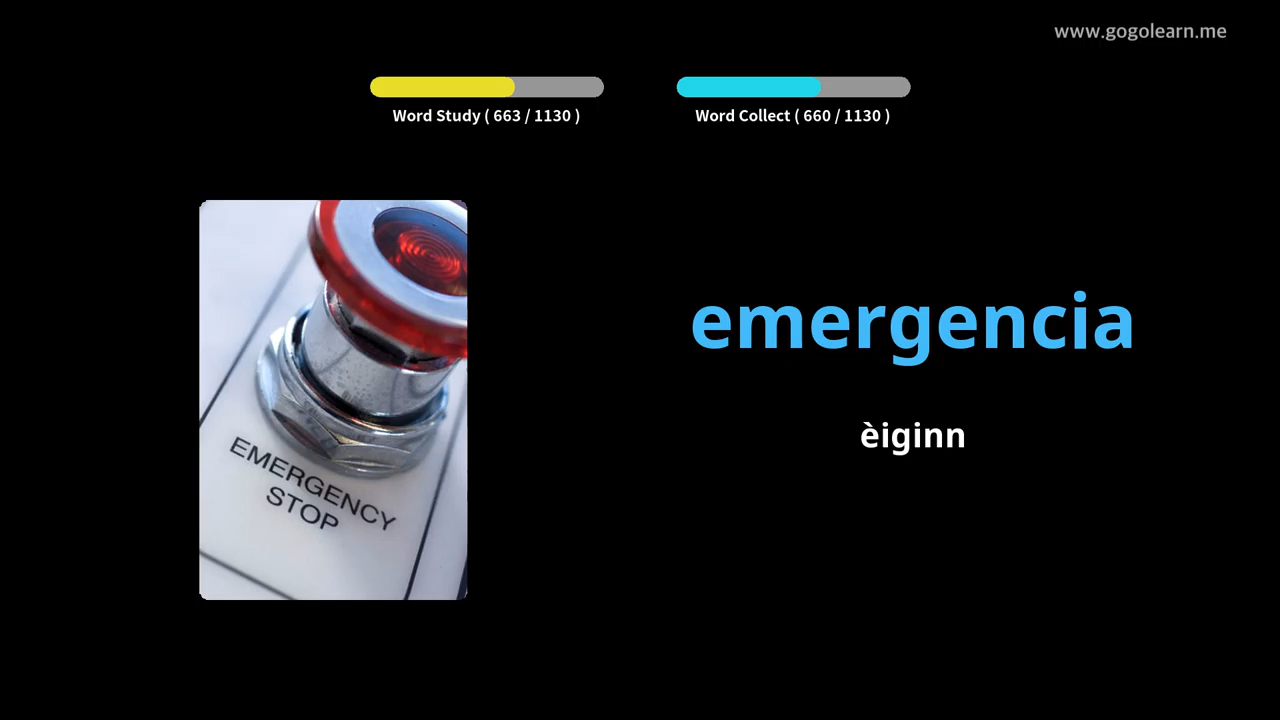 www.gogolearn.me
Word Study ( 663 / 1130 )
Word Collect ( 660 / 1130 )
EMERGENCY
STOP
emergencia
èiginn